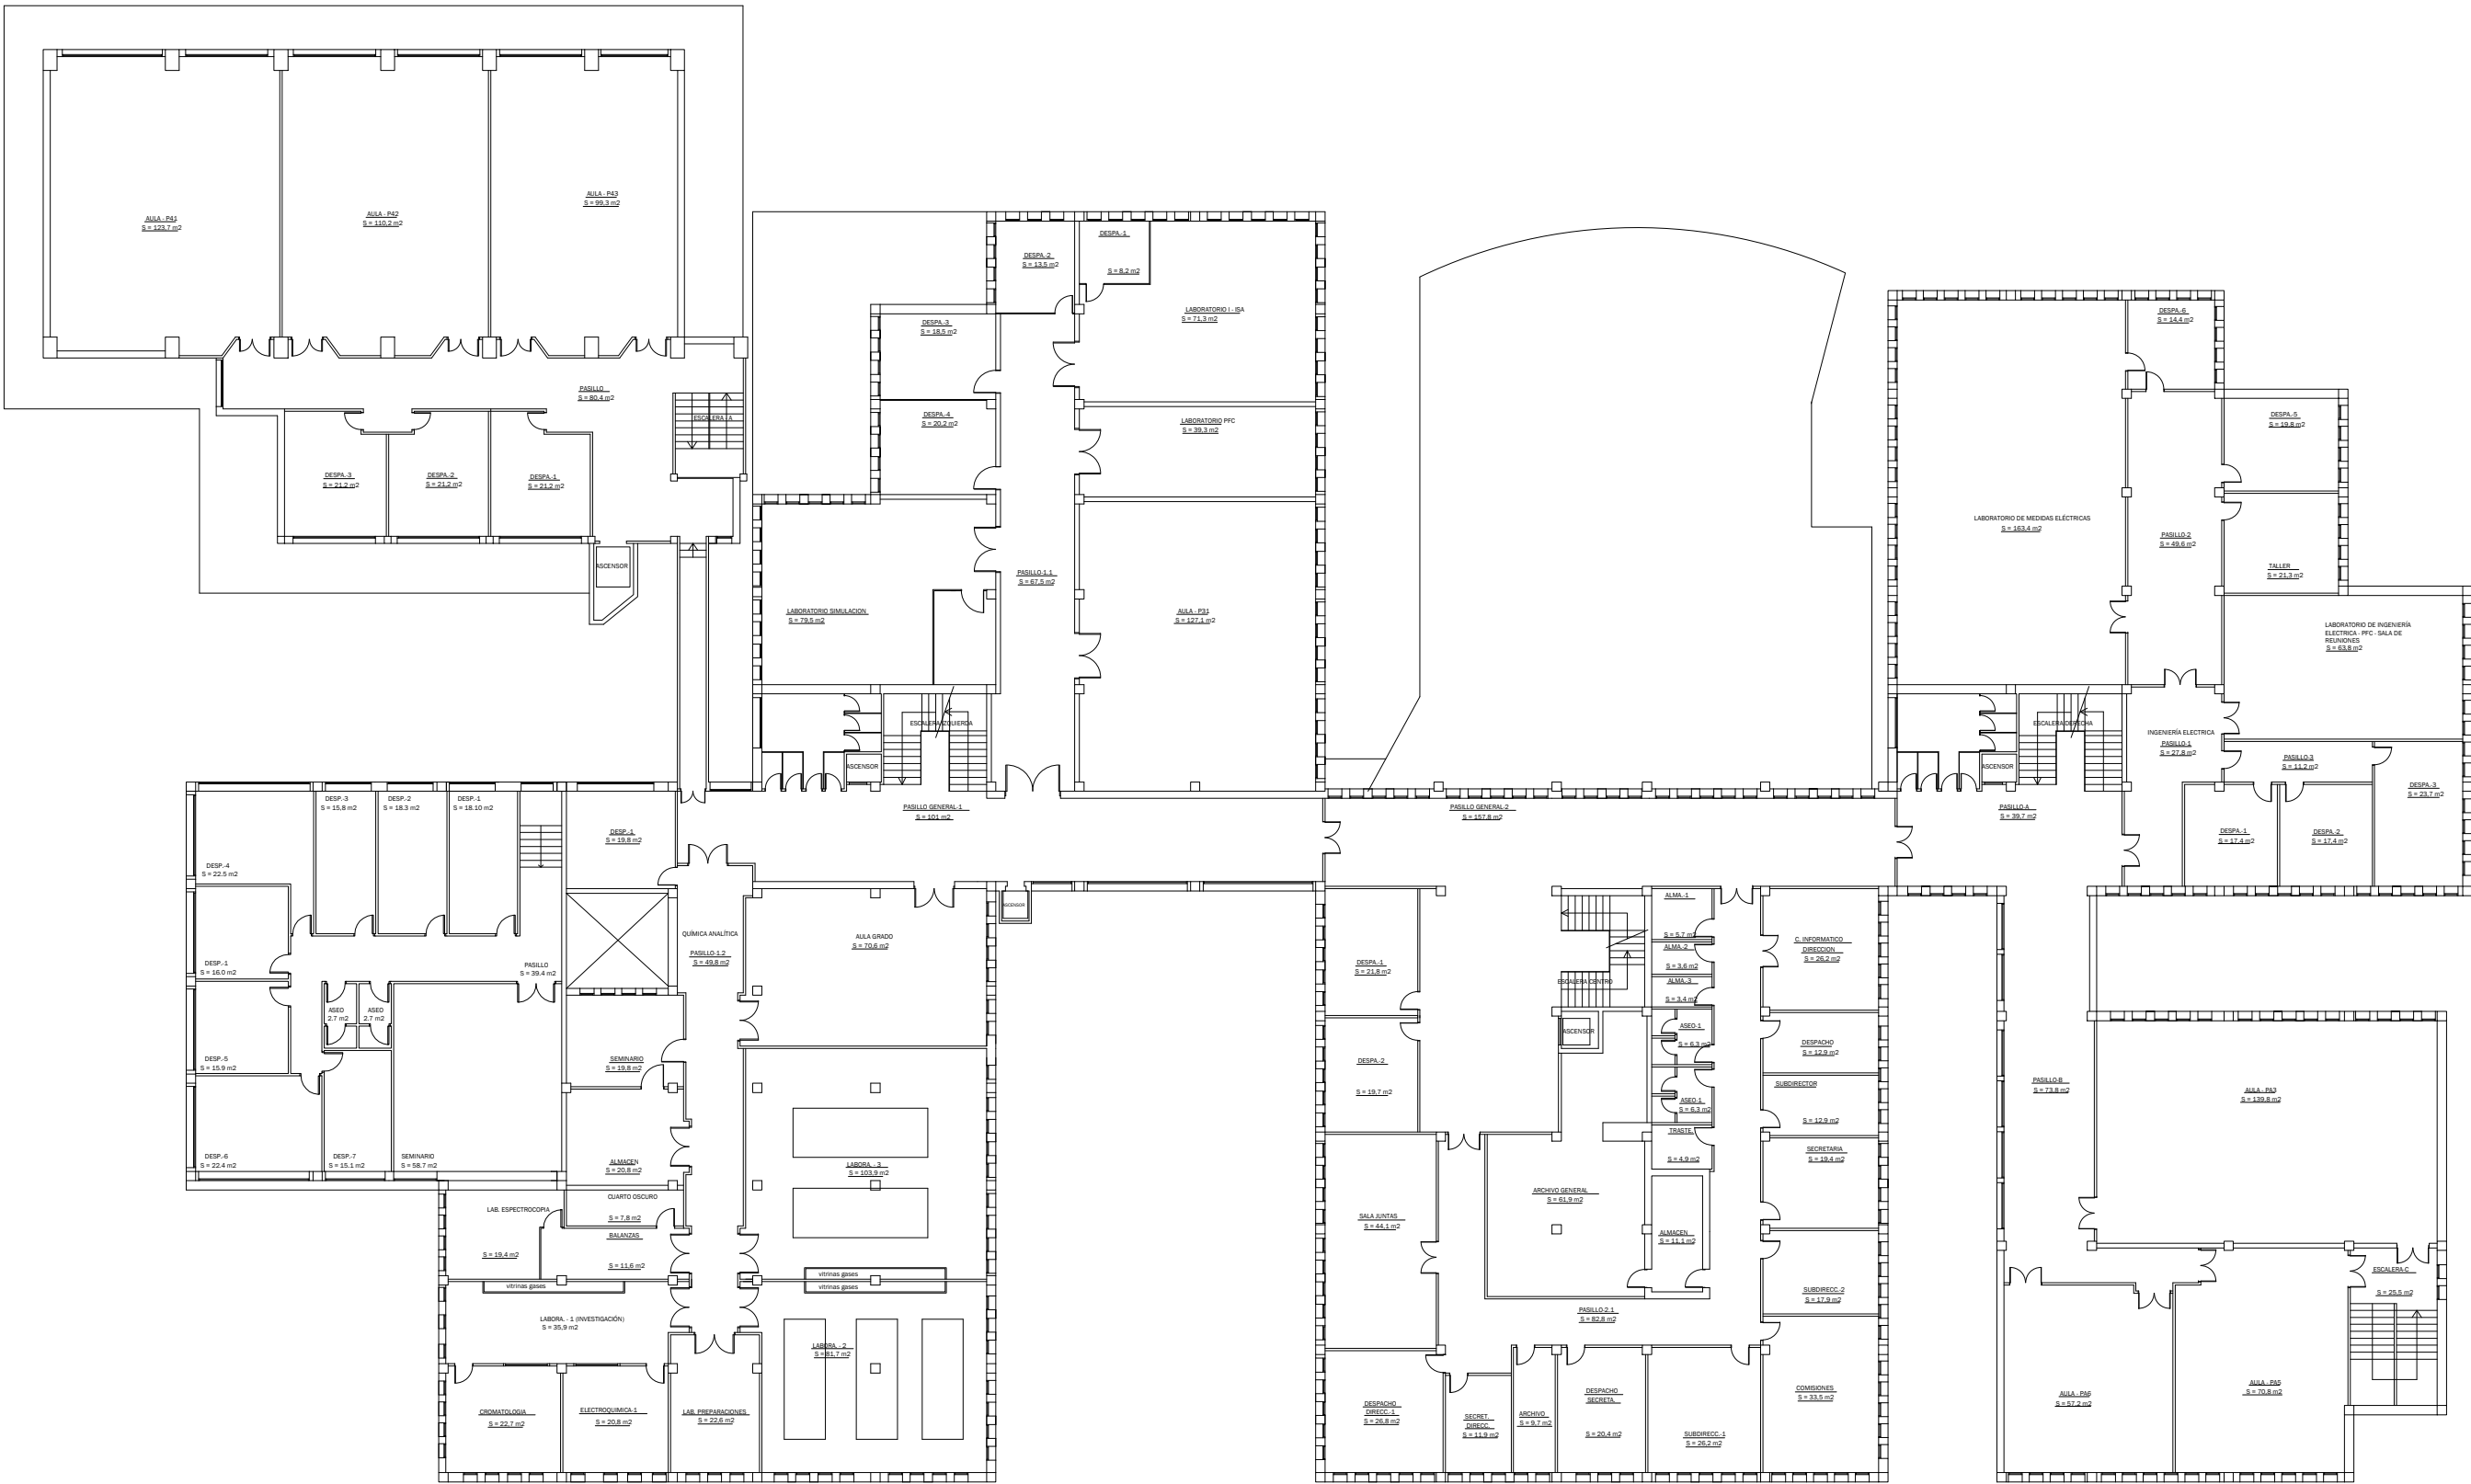 AULA - P41
S = 123,7 m2
AULA - P42
S = 110,2 m2
AULA - P43
S = 99,3 m2
PASILLO
S = 80,4 m2
ESCALERA - A
DESPA.-3
S = 21,2 m2
DESPA.-2
S = 21,2 m2
DESPA.-1
S = 21,2 m2
ASCENSOR
DESPA.-2
S = 13,5 m2
DESPA.-1
S = 8,2 m2
LABORATORIO I - ISA
S = 71,3 m2
DESPA.-3
S = 18,5 m2
DESPA.-4
S = 20,2 m2
LABORATORIO PFC
S = 39,3 m2
PASILLO-1.1
S = 67,5 m2
LABORATORIO SIMULACION
S = 79,5 m2
AULA - P31
S = 127,1 m2
ESCALERA IZQUIERDA
ASCENSOR
DESPA.-6
S = 14,4 m2
DESPA.-5
S = 19,8 m2
LABORATORIO DE MEDIDAS ELÉCTRICAS
S = 163,4 m2
PASILLO-2
S = 49,6 m2
TALLER
S = 21,3 m2
LABORATORIO DE INGENIERÍA
ELECTRICA - PFC - SALA DE
REUNIONES
S = 63,8 m2
ESCALERA DERECHA
ASCENSOR
INGENIERÍA ELECTRICA
PASILLO-1
S = 27,8 m2
PASILLO-3
S = 11,2 m2
DESPA.-3
S = 23,7 m2
DESPA.-1
S = 17,4 m2
DESPA.-2
S = 17,4 m2
PASILLO GENERAL-1
S = 101 m2
PASILLO GENERAL-2
S = 157,8 m2
PASILLO-A
S = 39,7 m2
DESP.-3
S = 15,8 m2
DESP.-2
S = 18.3 m2
DESP.-1
S = 18.10 m2
DESP.-1
S = 19,8 m2
DESP.-4
S = 22.5 m2
DESP.-1
S = 16.0 m2
PASILLO
S = 39.4 m2
ASEO
2.7 m2
ASEO
2.7 m2
DESP.-5
S = 15.9 m2
DESP.-6
S = 22.4 m2
DESP.-7
S = 15.1 m2
SEMINARIO
S = 58.7 m2
QUÍMICA ANALÍTICA
PASILLO-1.2
S = 49,8 m2
AULA GRADO
S = 70,6 m2
ASCENSOR
SEMINARIO
S = 19,8 m2
ALMACEN
S = 20,8 m2
CUARTO OSCURO
S = 7,8 m2
LAB. ESPECTROCOPIA
S = 19,4 m2
BALANZAS
S = 11,6 m2
LABORA. - 3
S = 103,9 m2
vitrinas gases
vitrinas gases
vitrinas gases
LABORA. - 1 (INVESTIGACIÓN)
S = 35,9 m2
LABORA. - 2
S = 81,7 m2
CROMATOLOGIA
S = 22,7 m2
ELECTROQUIMICA-1
S = 20,8 m2
LAB. PREPARACIONES
S = 22,6 m2
DESPA.-1
S = 21,8 m2
DESPA.-2
S = 19,7 m2
ESCALERA CENTRO
ASCENSOR
ALMA.-1
S = 5,7 m2
ALMA.-2
S = 3,6 m2
ALMA.-3
S = 3,4 m2
ASEO-1
S = 6,3 m2
ASEO-1
S = 6,3 m2
TRASTE.
S = 4,9 m2
C. INFORMATICO
DIRECCION
S = 26,2 m2
DESPACHO
S = 12,9 m2
SUBDIRECTOR
S = 12,9 m2
SECRETARIA
S = 19,4 m2
SALA JUNTAS
S = 44,1 m2
ARCHIVO GENERAL
S = 61,9 m2
ALMACEN
S = 11,1 m2
SUBDIRECC.-2
S = 17,9 m2
PASILLO-2.1
S = 82,8 m2
DESPACHO
DIRECC.-1
S = 26,8 m2
SECRET.
DIRECC.
S = 11,9 m2
ARCHIVO
S = 9,7 m2
DESPACHO
SECRETA.
S = 20,4 m2
SUBDIRECC.-1
S = 26,2 m2
COMISIONES
S = 33,5 m2
PASILLO-B
S = 73,8 m2
AULA - PA3
S = 139,8 m2
ESCALERA-C
S = 25,5 m2
AULA - PA6
S = 57,2 m2
AULA - PA5
S = 70,8 m2